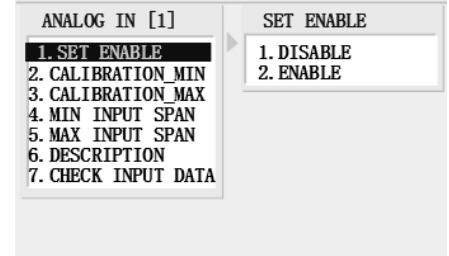 ANALOG IN [1]
1. SET ENABLE
2. CALIBRATION_MIN
3. CALIBRATION_MAX
4. MIN INPUT SPAN
5. MAX INPUT SPAN
6. DESCRIPTION
7. CHECK INPUT DATA
SET ENABLE
1. DISABLE
2. ENABLE